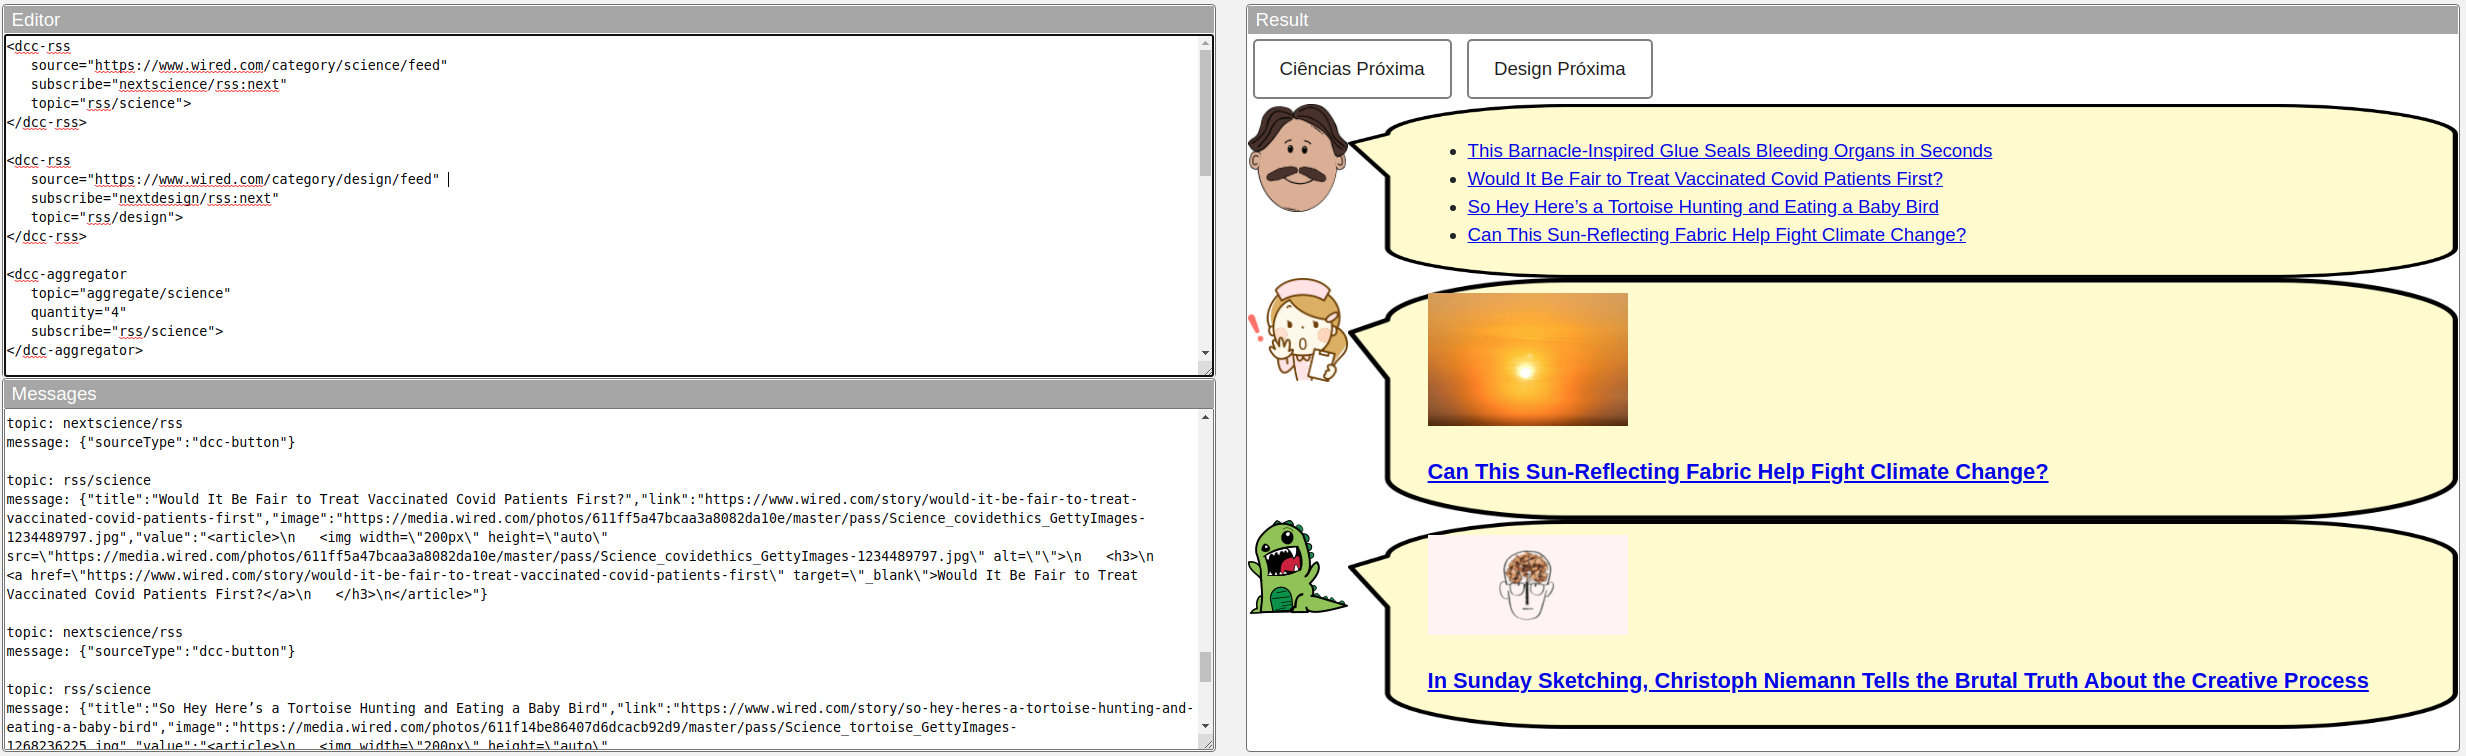 Editor
<dcc-rss
   source="https://www.wired.com/category/science/feed"
   subscribe="nextscience/rss:next"
   topic="rss/science">
</dcc-rss>

<dcc-rss
   source="https://www.wired.com/category/design/feed"
   subscribe="nextdesign/rss:next"
   topic="rss/design">
</dcc-rss>

<dcc-aggregator
   topic="aggregate/science"
   quantity="4"
   subscribe="rss/science">
</dcc-aggregator>
Messages
topic: nextscience/rss
message: {"sourceType":"dcc-button"}

topic: rss/science
message: {"title":"Would It Be Fair to Treat Vaccinated Covid Patients First?","link":"https://www.wired.com/story/would-it-be-fair-to-treat-
vaccinated-covid-patients-first","image":"https://media.wired.com/photos/611ff5a47bcaa3a8082da10e/master/pass/Science_covidethics_GettyImages-
1234489797.jpg","value":"<article>\n   <img width=\"200px\" height=\"auto\"
src=\"https://media.wired.com/photos/611ff5a47bcaa3a8082da10e/master/pass/Science_covidethics_GettyImages-1234489797.jpg\" alt=\"\">\n   <h3>\n
<a href=\"https://www.wired.com/story/would-it-be-fair-to-treat-vaccinated-covid-patients-first\" target=\"_blank\">Would It Be Fair to Treat
Vaccinated Covid Patients First?</a>\n   </h3>\n</article>"}

topic: nextscience/rss
message: {"sourceType":"dcc-button"}

topic: rss/science
message: {"title":"So Hey Here’s a Tortoise Hunting and Eating a Baby Bird","link":"https://www.wired.com/story/so-hey-heres-a-tortoise-hunting-and-
eating-a-baby-bird","image":"https://media.wired.com/photos/611f14be86407d6dcacb92d9/master/pass/Science_tortoise_GettyImages-
1268236225.jpg","value":"<article>\n   <img width=\"200px\" height=\"auto\"
Result
Ciências Próxima
Design Próxima
This Barnacle-Inspired Glue Seals Bleeding Organs in Seconds
Would It Be Fair to Treat Vaccinated Covid Patients First?
So Hey Here’s a Tortoise Hunting and Eating a Baby Bird
Can This Sun-Reflecting Fabric Help Fight Climate Change?
Can This Sun-Reflecting Fabric Help Fight Climate Change?
In Sunday Sketching, Christoph Niemann Tells the Brutal Truth About the Creative Process